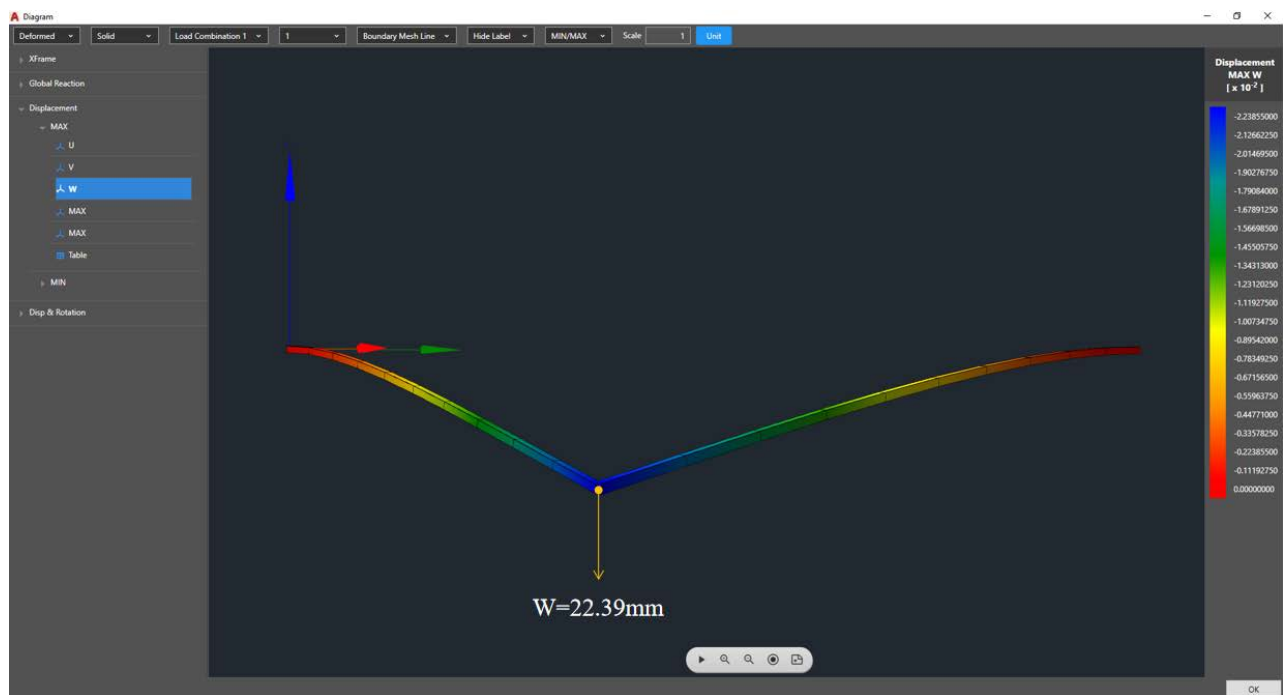 Diagram
Deformed Solid Load Combination 1 1 Boundary Mesh Line Hide Label MIN/MAX Scale 1 Unit
XFrame
Global Reaction
Displacement
MAX
U
V
W
MAX
MAX
Table
MIN
Disp & Rotation
W=22.39mm
Displacement
MAX W
[ x 10-2 ]
-2.23855000
-2.12662250
-2.01469500
-1.90276750
-1.79084000
-1.67891250
-1.56698500
-1.45505750
-1.34313000
-1.23120250
-1.11927500
-1.00734750
-0.89542000
-0.78349250
-0.67156500
-0.55963750
-0.44771000
-0.33578250
-0.22385500
-0.11192750
0.00000000
OK